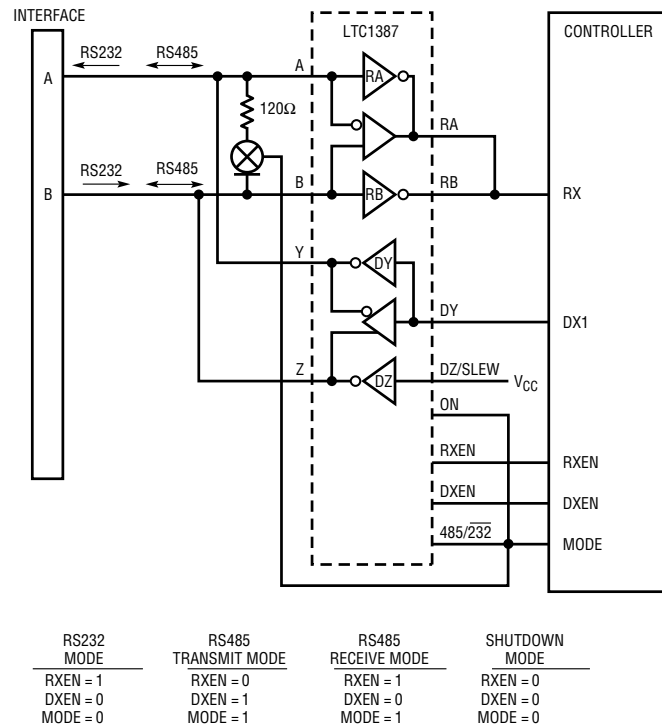 INTERFACE
LTC1387
CONTROLLER
RS232
RS485
A
A
RA
120Ω
RA
RS232
RS485
B
B
RB
RB
RX
Y
DY
DY
DX1
Z
DZ
DZ/SLEW
VCC
ON
RXEN
RXEN
DXEN
DXEN
485/232
MODE
RS232
MODE
RXEN = 1
DXEN = 0
MODE = 0
RS485
TRANSMIT MODE
RXEN = 0
DXEN = 1
MODE = 1
RS485
RECEIVE MODE
RXEN = 1
DXEN = 0
MODE = 1
SHUTDOWN
MODE
RXEN = 0
DXEN = 0
MODE = 0